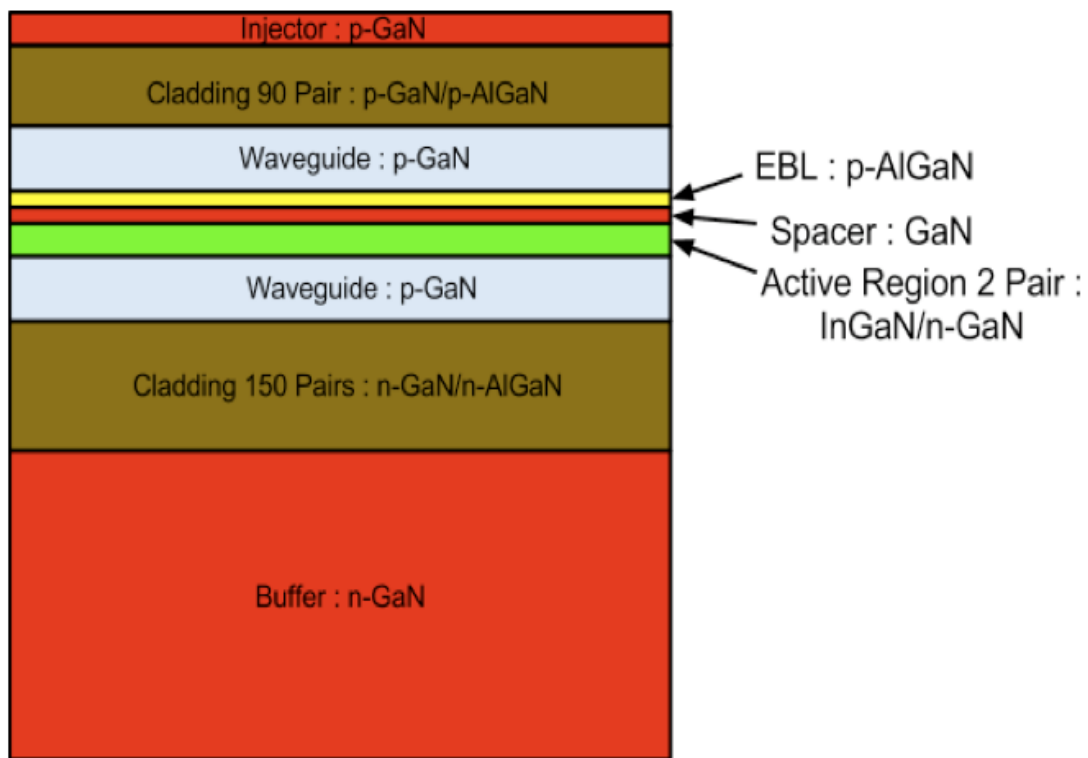 Injector : p-GaN
Cladding 90 Pair : p-GaN/p-AlGaN
Waveguide : p-GaN
EBL : p-AlGaN
Spacer : GaN
Active Region 2 Pair :
InGaN/n-GaN
Waveguide : p-GaN
Cladding 150 Pairs : n-GaN/n-AlGaN
Buffer : n-GaN